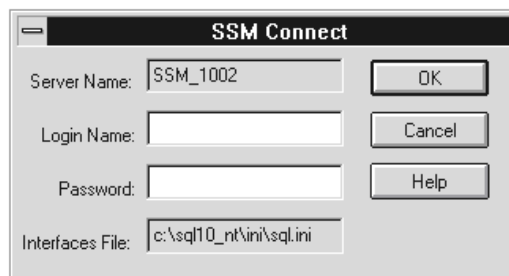 SSM Connect
Server Name: SSM_1002 OK
Login Name: Cancel
Password: Help
Interfaces File: c:\sql10_nt\ini\sql.ini